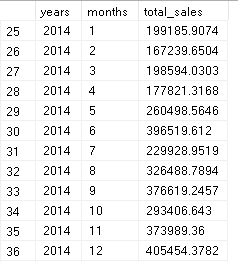 years months total_sales
25 2014 1 199185.9074
26 2014 2 167239.6504
27 2014 3 198594.0303
28 2014 4 177821.3168
29 2014 5 260498.5646
30 2014 6 396519.612
31 2014 7 229928.9519
32 2014 8 326488.7894
33 2014 9 376619.2457
34 2014 10 293406.643
35 2014 11 373989.36
36 2014 12 405454.3782